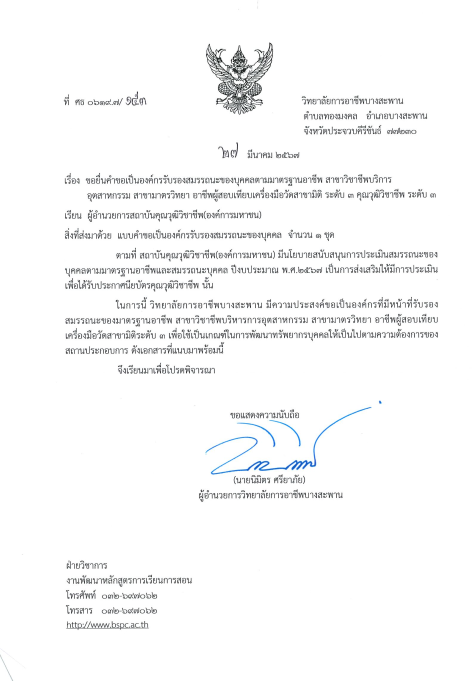 ที่ ศธ ๐๖๑๙.๗/ ๑๔๓
วิทยาลัยการอาชีพบางสะพาน
ตำบลทองมงคล อำเภอบางสะพาน
จังหวัดประจวบคีรีขันธ์ ๗๗๒๓๐
๒๗ มีนาคม ๒๕๖๗
เรื่อง ขอยื่นคำขอเป็นองค์กรรับรองสมรรถนะของบุคคลตามมาตรฐานอาชีพ สาขาวิชาชีพบริการ
อุตสาหกรรม สาขามาตรวิทยา อาชีพผู้สอบเทียบเครื่องมือวัดสาขามิติ ระดับ ๓ คุณวุฒิวิชาชีพ ระดับ ๓
เรียน ผู้อำนวยการสถาบันคุณวุฒิวิชาชีพ(องค์การมหาชน)
สิ่งที่ส่งมาด้วย แบบคำขอเป็นองค์กรรับรองสมรรถนะของบุคคล จำนวน ๑ ชุด
ตามที่ สถาบันคุณวุฒิวิชาชีพ(องค์การมหาชน) มีนโยบายสนับสนุนการประเมินสมรรถนะของ
บุคคลตามมาตรฐานอาชีพและสมรรถนะบุคคล ปีงบประมาณ พ.ศ.๒๕๖๗ เป็นการส่งเสริมให้มีการประเมิน
เพื่อได้รับประกาศนียบัตรคุณวุฒิวิชาชีพ นั้น
ในการนี้ วิทยาลัยการอาชีพบางสะพาน มีความประสงค์ขอเป็นองค์กรที่มีหน้าที่รับรอง
สมรรถนะของมาตรฐานอาชีพ สาขาวิชาชีพบริหารการอุตสาหกรรม สาขามาตรวิทยา อาชีพผู้สอบเทียบ
เครื่องมือวัดสาขามิติระดับ ๓ เพื่อใช้เป็นเกณฑ์ในการพัฒนาทรัพยากรบุคคลให้เป็นไปตามความต้องการของ
สถานประกอบการ ดังเอกสารที่แนบมาพร้อมนี้
จึงเรียนมาเพื่อโปรดพิจารณา
ขอแสดงความนับถือ
(นายนิมิตร ศรียาภัย)
ผู้อำนวยการวิทยาลัยการอาชีพบางสะพาน
ฝ่ายวิชาการ
งานพัฒนาหลักสูตรการเรียนการสอน
โทรศัพท์ ๐๓๒-๖๙๗๐๖๒
โทรสาร ๐๓๒-๖๙๗๐๖๒
http://www.bspc.ac.th